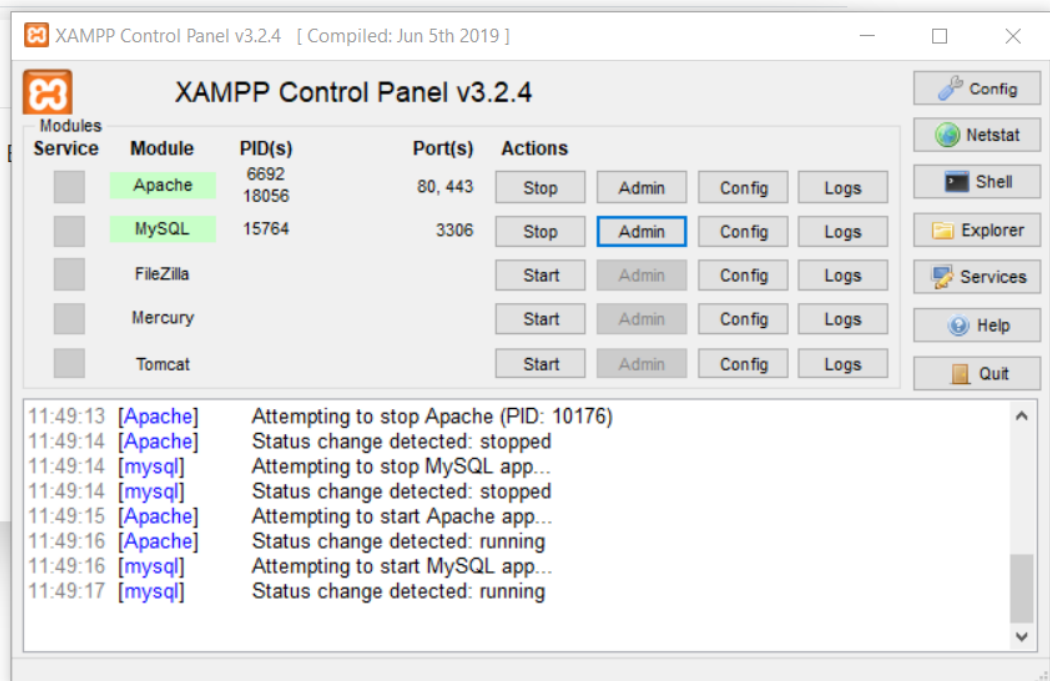 XAMPP Control Panel v3.2.4 [ Compiled: Jun 5th 2019 ]
XAMPP Control Panel v3.2.4
Config
Modules
Netstat
Service Module PID(s) Port(s) Actions
Apache 6692 18056 80, 443 Stop Admin Config Logs
Shell
MySQL 15764 3306 Stop Admin Config Logs
Explorer
FileZilla Start Admin Config Logs
Services
Mercury Start Admin Config Logs
Help
Tomcat Start Admin Config Logs
Quit
11:49:13 [Apache] Attempting to stop Apache (PID: 10176)
11:49:14 [Apache] Status change detected: stopped
11:49:14 [mysql] Attempting to stop MySQL app...
11:49:14 [mysql] Status change detected: stopped
11:49:15 [Apache] Attempting to start Apache app...
11:49:16 [Apache] Status change detected: running
11:49:16 [mysql] Attempting to start MySQL app...
11:49:17 [mysql] Status change detected: running